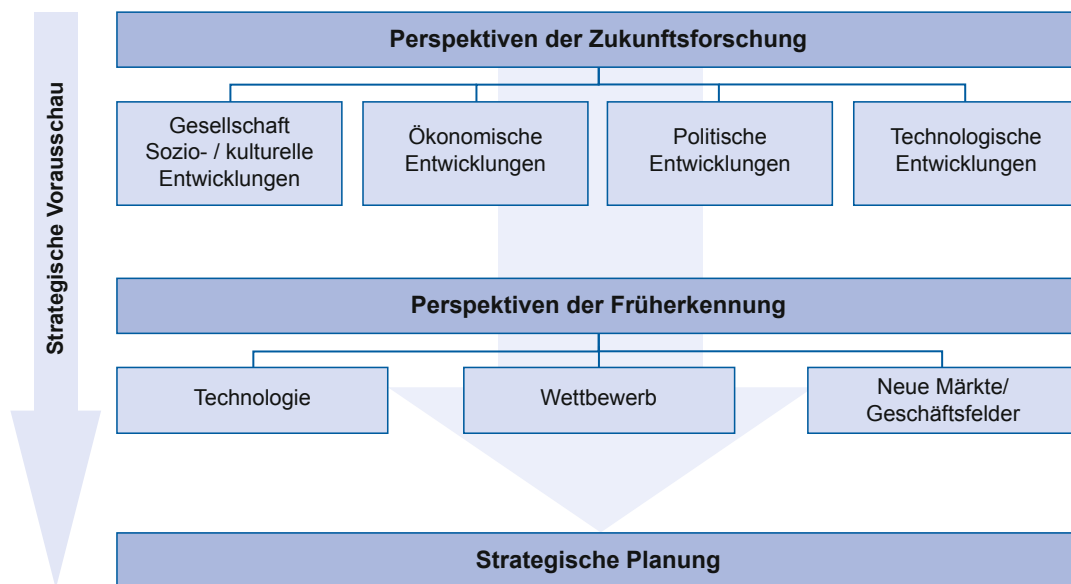 Strategische Vorausschau
Perspektiven der Zukunftsforschung
Gesellschaft
Sozio- / kulturelle
Entwicklungen
Ökonomische
Entwicklungen
Politische
Entwicklungen
Technologische
Entwicklungen
Perspektiven der Früherkennung
Technologie
Wettbewerb
Neue Märkte/
Geschäftsfelder
Strategische Planung